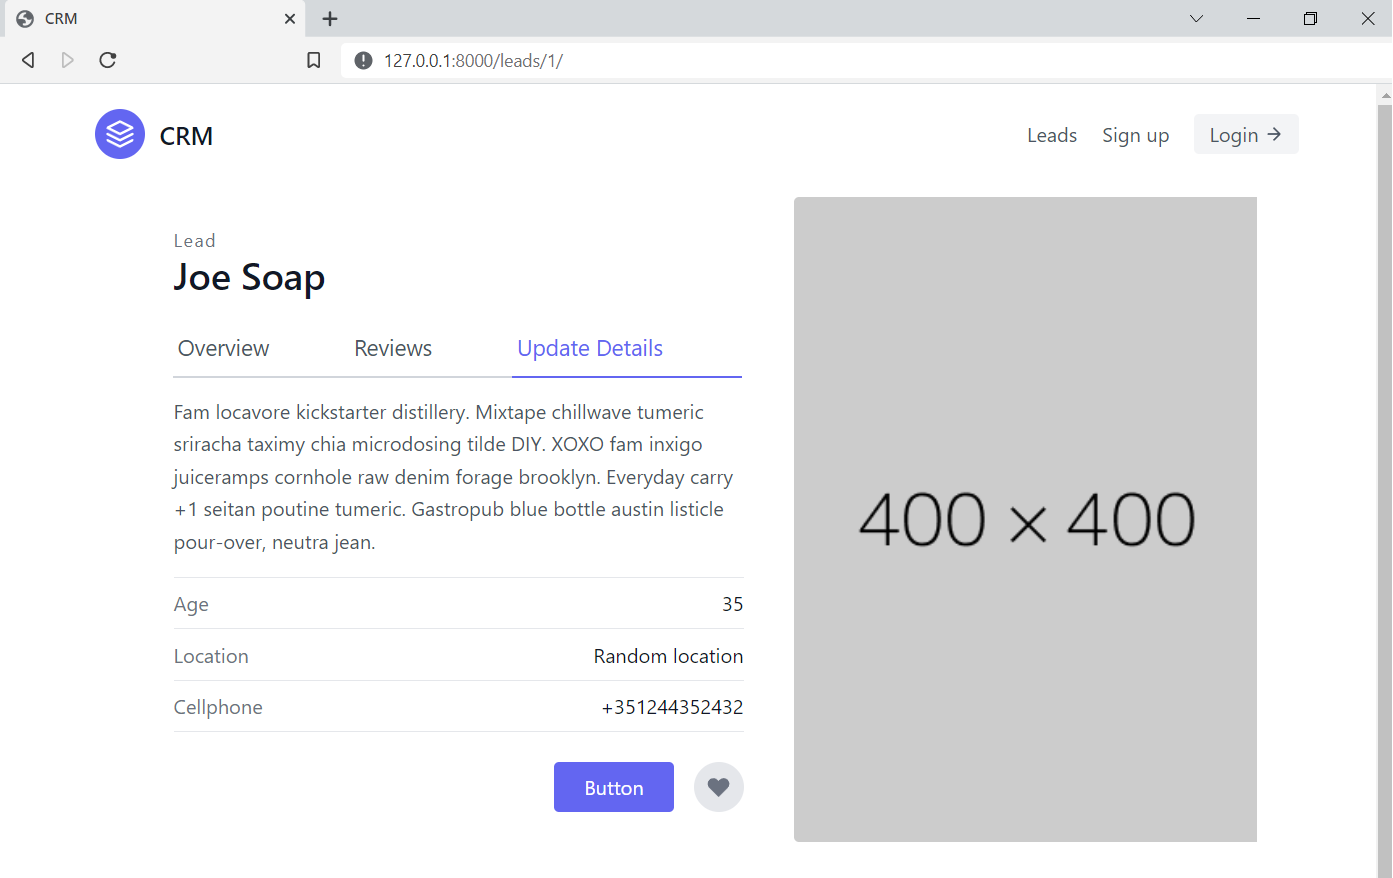 CRM
127.0.0.1:8000/leads/1/
CRM
Leads Sign up Login →
Lead
Joe Soap
Overview Reviews Update Details
Fam locavore kickstarter distillery. Mixtape chillwave tumeric
sriracha taximy chia microdosing tilde DIY. XOXO fam inxigo
juiceramps cornhole raw denim forage brooklyn. Everyday carry
+1 seitan poutine tumeric. Gastropub blue bottle austin listicle
pour-over, neutra jean.
Age 35
Location Random location
Cellphone +351244352432
Button
400 × 400